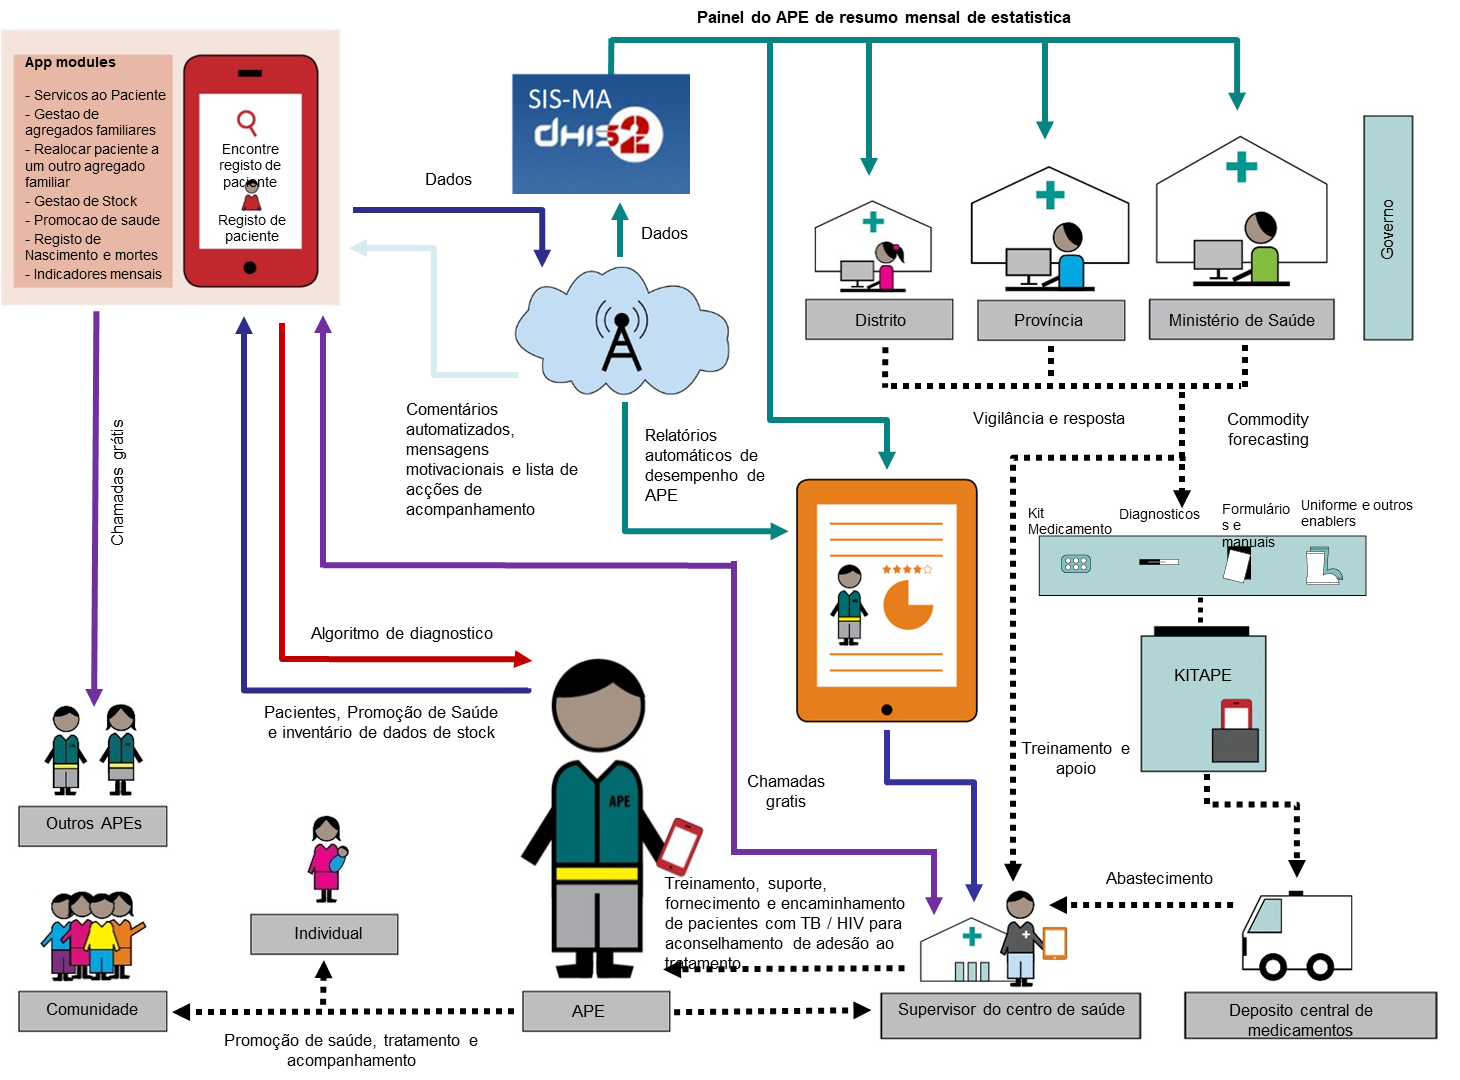 Painel do APE de resumo mensal de estatistica
App modules
- Servicos ao Paciente
- Gestao de
agregados familiares
- Realocar paciente a
um outro agregado
familiar
- Gestao de Stock
- Promocao de saude
- Registo de
Nascimento e mortes
- Indicadores mensais
Encontre
registo de
paciente
Registo de
paciente
Dados
SIS-MA
dHIS2
Dados
Distrito
Província
Ministério de Saúde
Governo
Comentários
automatizados,
mensagens
motivacionais e lista de
acções de
acompanhamento
Relatórios
automáticos de
desempenho de
APE
Vigilância e resposta
Commodity
forecasting
Chamadas grátis
Kit
Medicamento
Diagnosticos
Formulário
s e
manuais
Uniforme e outros
enablers
Algoritmo de diagnostico
KITAPE
Pacientes, Promoção de Saúde
e inventário de dados de stock
Treinamento e
apoio
Chamadas
gratis
APE
Outros APEs
Treinamento, suporte,
fornecimento e encaminhamento
de pacientes com TB / HIV para
aconselhamento de adesão ao
tratamento
Abastecimento
Individual
Comunidade
APE
Supervisor do centro de saúde
Deposito central de
medicamentos
Promoção de saúde, tratamento e
acompanhamento